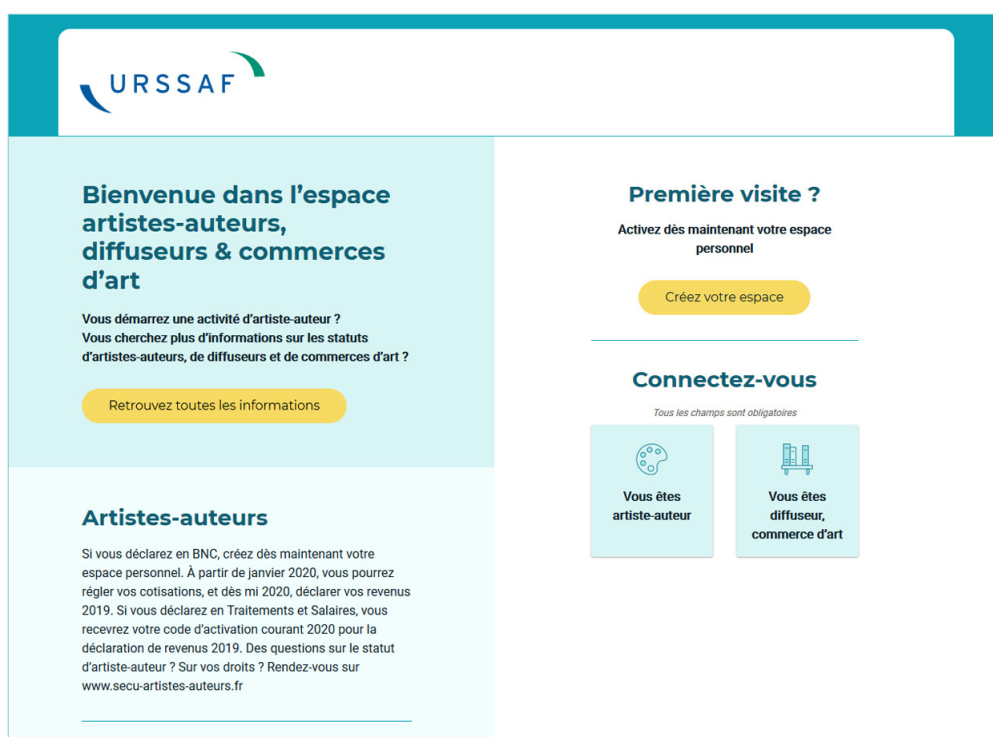 URSSAF
Bienvenue dans l’espace
artistes-auteurs,
diffuseurs & commerces
d’art
Vous démarrez une activité d’artiste-auteur ?
Vous cherchez plus d’informations sur les statuts
d’artistes-auteurs, de diffuseurs et de commerces d’art ?
Retrouvez toutes les informations
Artistes-auteurs
Si vous déclarez en BNC, créez dès maintenant votre
espace personnel. À partir de janvier 2020, vous pourrez
régler vos cotisations, et dès mi 2020, déclarer vos revenus
2019. Si vous déclarez en Traitements et Salaires, vous
recevrez votre code d’activation courant 2020 pour la
déclaration de revenus 2019. Des questions sur le statut
d’artiste-auteur ? Sur vos droits ? Rendez-vous sur
www.secu-artistes-auteurs.fr
Première visite ?
Activez dès maintenant votre espace
personnel
Créez votre espace
Connectez-vous
Tous les champs sont obligatoires
Vous êtes
artiste-auteur
Vous êtes
diffuseur,
commerce d’art